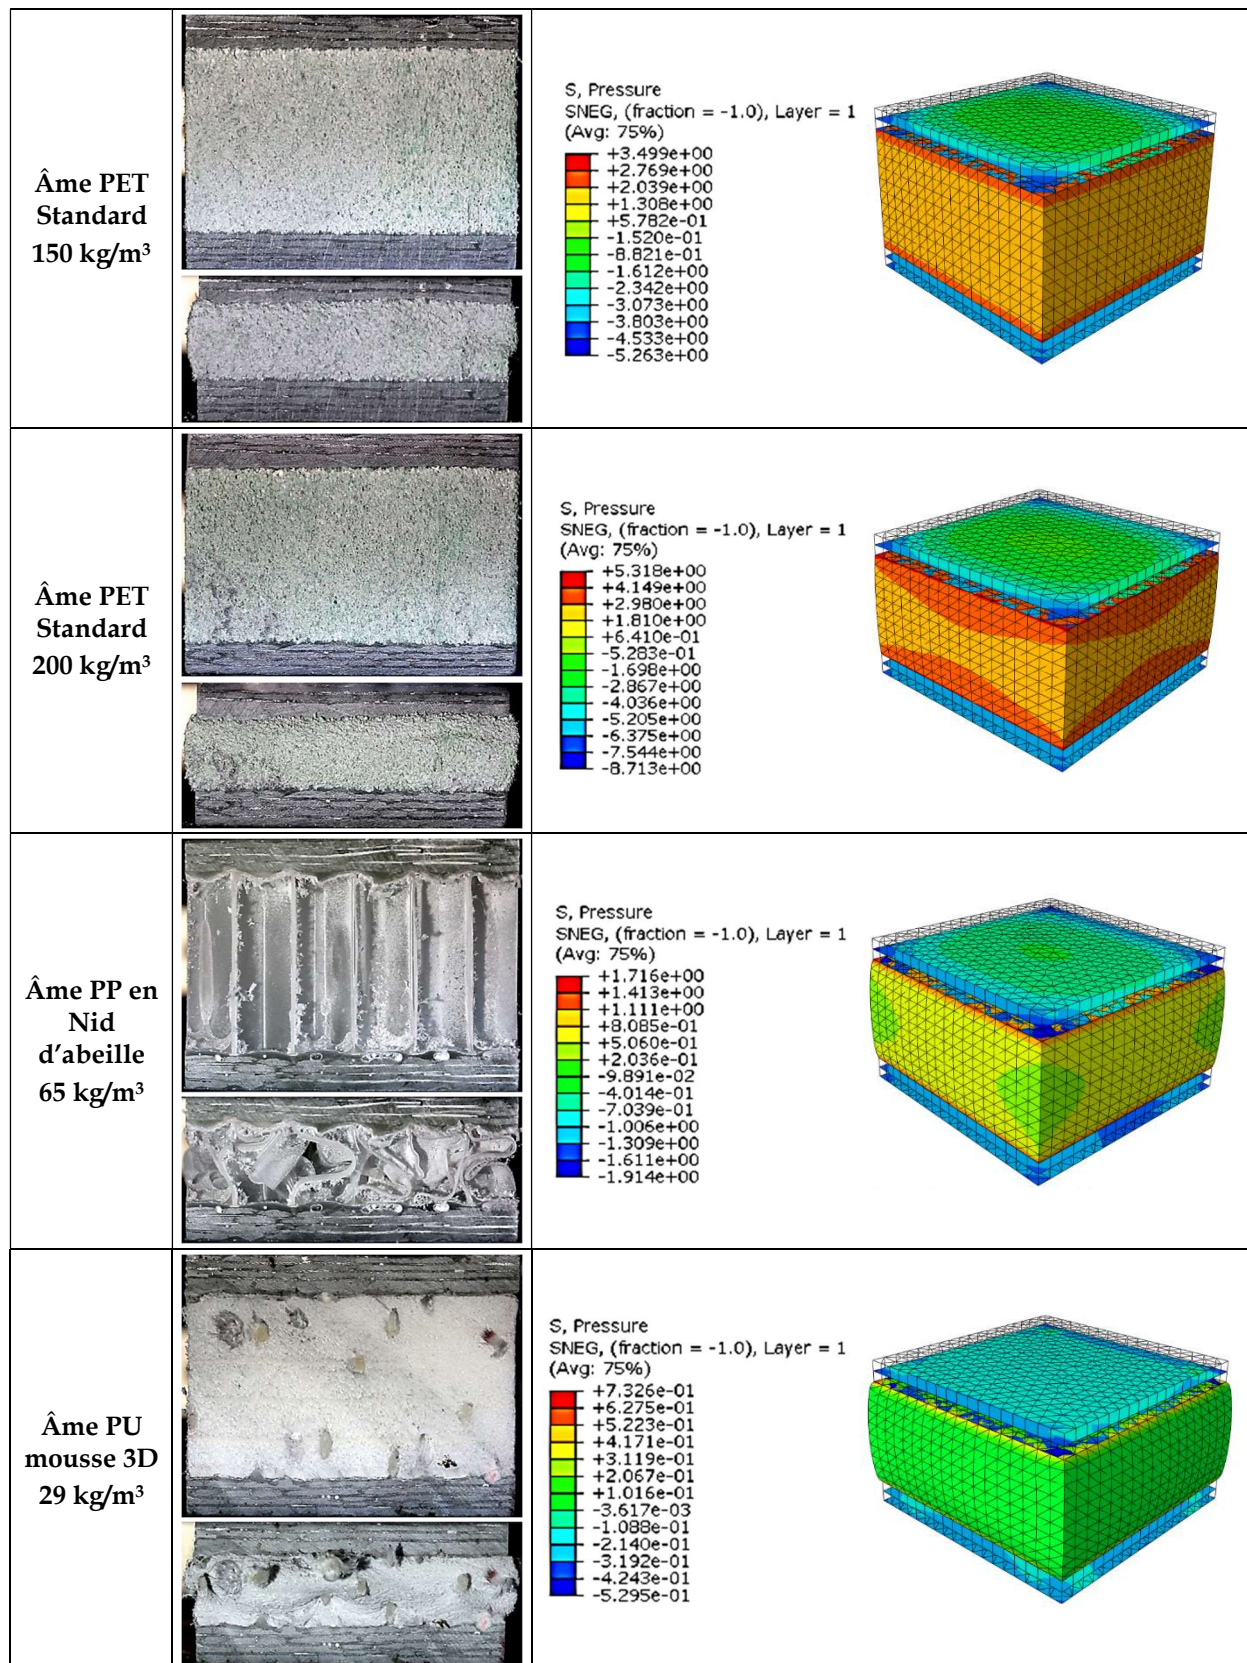 Âme PET
Standard
150 kg/m³
S, Pressure
SNEG, (fraction = -1.0), Layer = 1
(Avg: 75%)
+3.499e+00
+2.769e+00
+2.039e+00
+1.308e+00
+5.782e-01
-1.520e-01
-8.821e-01
-1.612e+00
-2.342e+00
-3.073e+00
-3.803e+00
-4.533e+00
-5.263e+00
Âme PET
Standard
200 kg/m³
S, Pressure
SNEG, (fraction = -1.0), Layer = 1
(Avg: 75%)
+5.318e+00
+4.149e+00
+2.980e+00
+1.810e+00
+6.410e-01
-5.283e-01
-1.698e+00
-2.867e+00
-4.036e+00
-5.205e+00
-6.375e+00
-7.544e+00
-8.713e+00
Âme PP en
Nid
d’abeille
65 kg/m³
S, Pressure
SNEG, (fraction = -1.0), Layer = 1
(Avg: 75%)
+1.716e+00
+1.413e+00
+1.111e+00
+8.085e-01
+5.060e-01
+2.036e-01
-9.891e-02
-4.014e-01
-7.039e-01
-1.006e+00
-1.309e+00
-1.611e+00
-1.914e+00
Âme PU
mousse 3D
29 kg/m³
S, Pressure
SNEG, (fraction = -1.0), Layer = 1
(Avg: 75%)
+7.326e-01
+6.275e-01
+5.223e-01
+4.171e-01
+3.119e-01
+2.067e-01
+1.016e-01
-3.617e-03
-1.088e-01
-2.140e-01
-3.192e-01
-4.243e-01
-5.295e-01